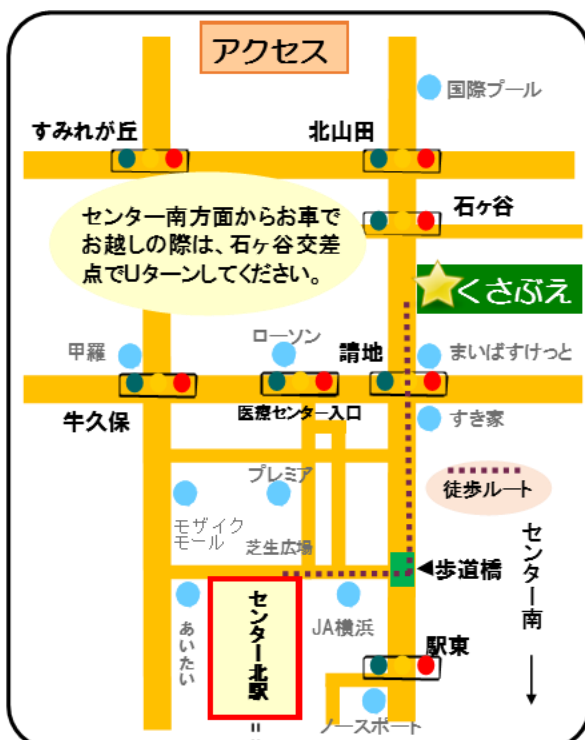 アクセス
国際プール
すみれが丘
北山田
石ヶ谷
センター南方面からお車で
お越しの際は、石ヶ谷交差
点でUターンしてください。
くさぶえ
ローソン
甲羅
請地
まいばすけっと
牛久保
医療センター入口
すき家
プレミア
徒歩ルート
モザイク
モール
芝生広場
センター南
歩道橋
センター北駅
あいたい
JA横浜
駅東
ノースポート